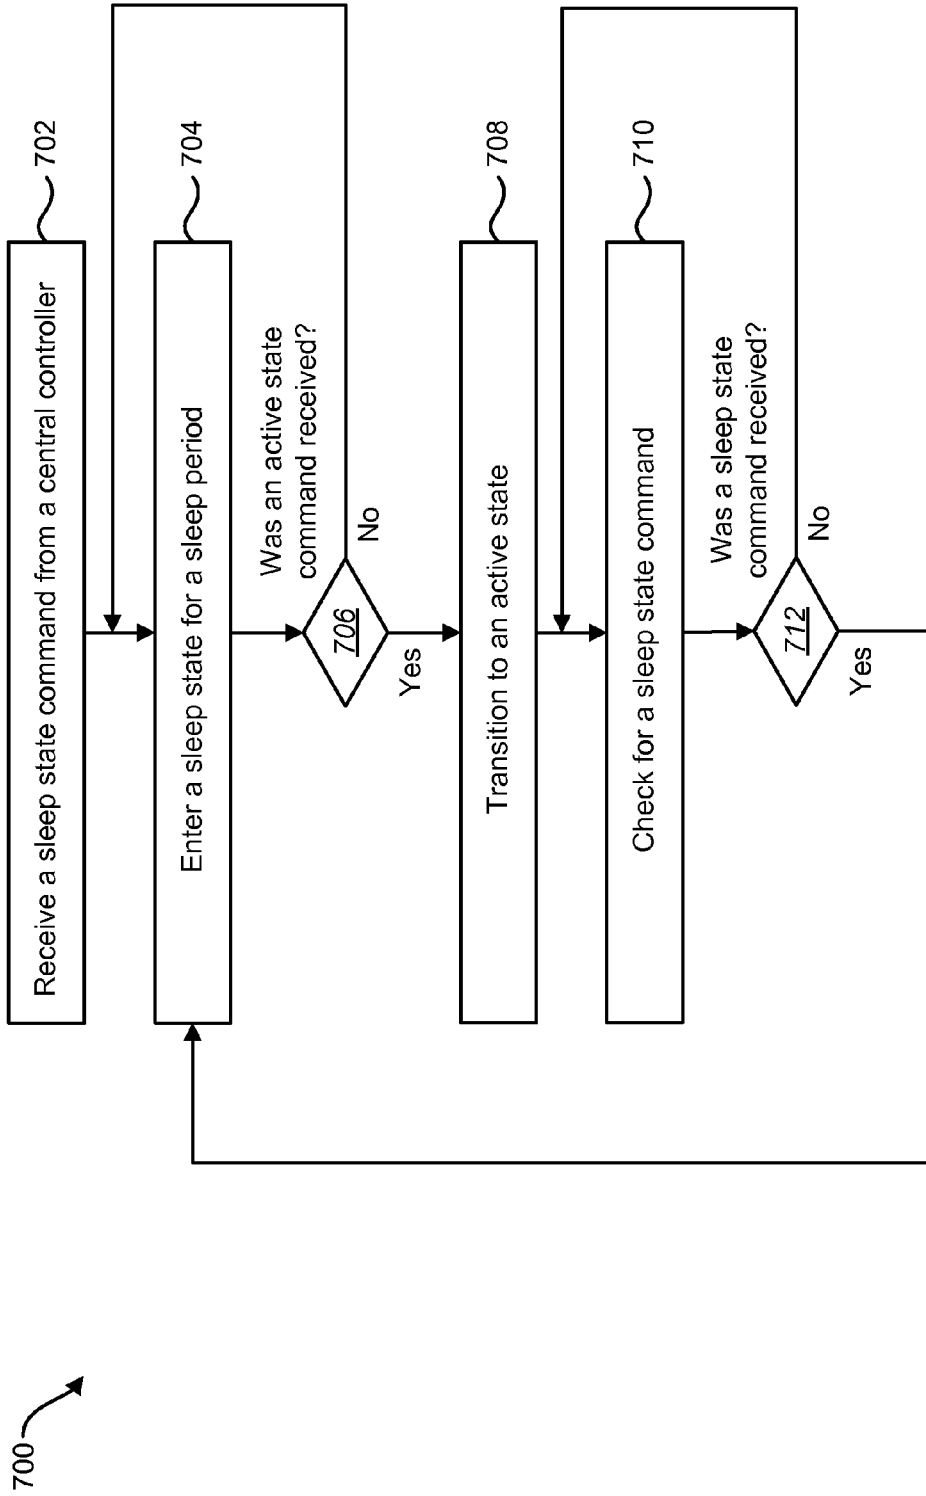 700
Receive a sleep state command from a central controller
702
Enter a sleep state for a sleep period
704
Was an active state
command received?
706
No
Yes
Transition to an active state
708
Check for a sleep state command
710
Was a sleep state
command received?
712
No
Yes